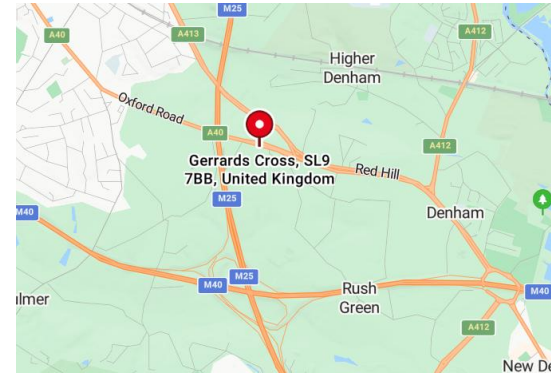 M25
A40
A413
A412
Higher
Denham
Oxford Road
A40
Gerrards Cross, SL9
7BB, United Kingdom
Red Hill
A412
M25
M40
Denham
M40
M25
Rush
Green
M40
ulmer
A412
New De